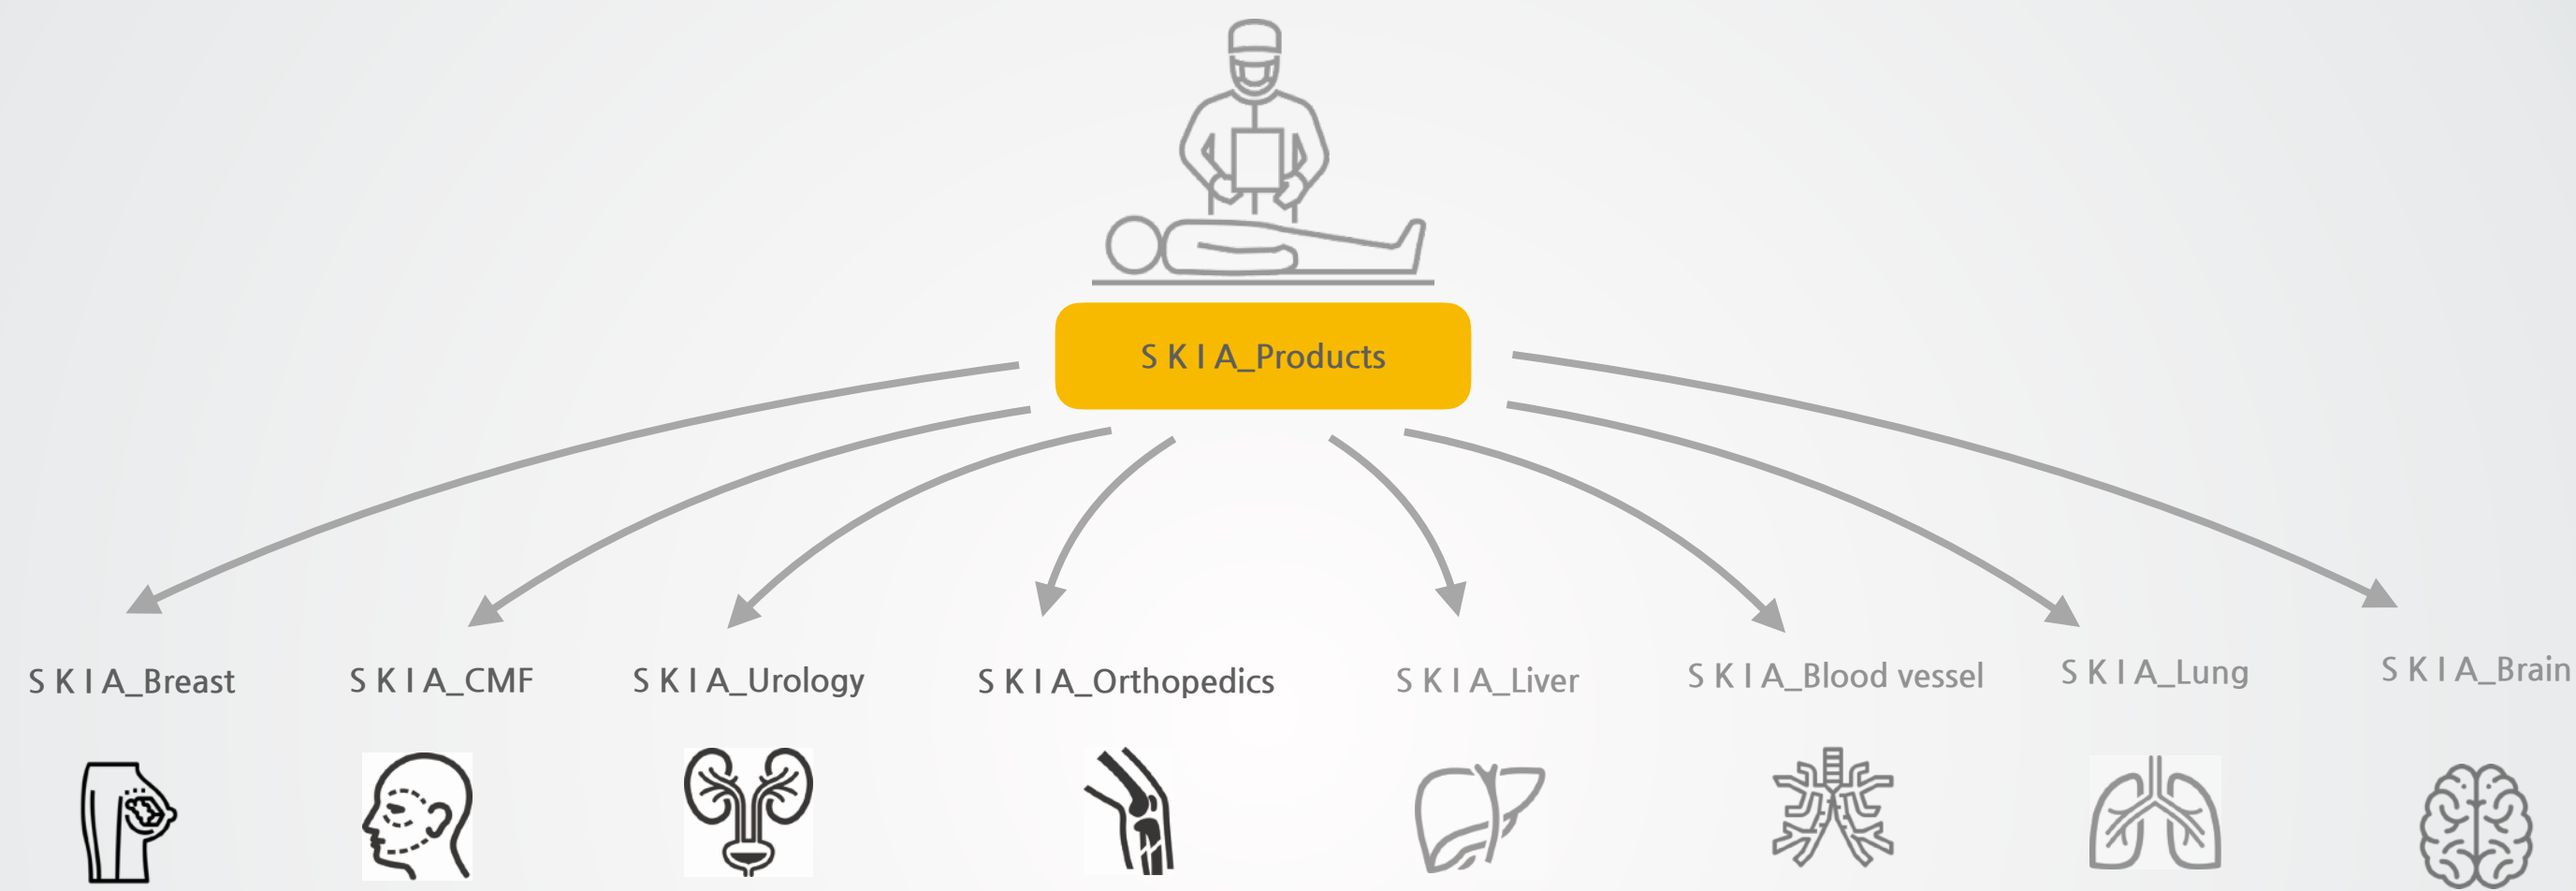 S K I A_Products
S K I A_Breast
S K I A_CMF
S K I A_Urology
S K I A_Orthopedics
S K I A_Liver
S K I A_Blood vessel
S K I A_Lung
S K I A_Brain